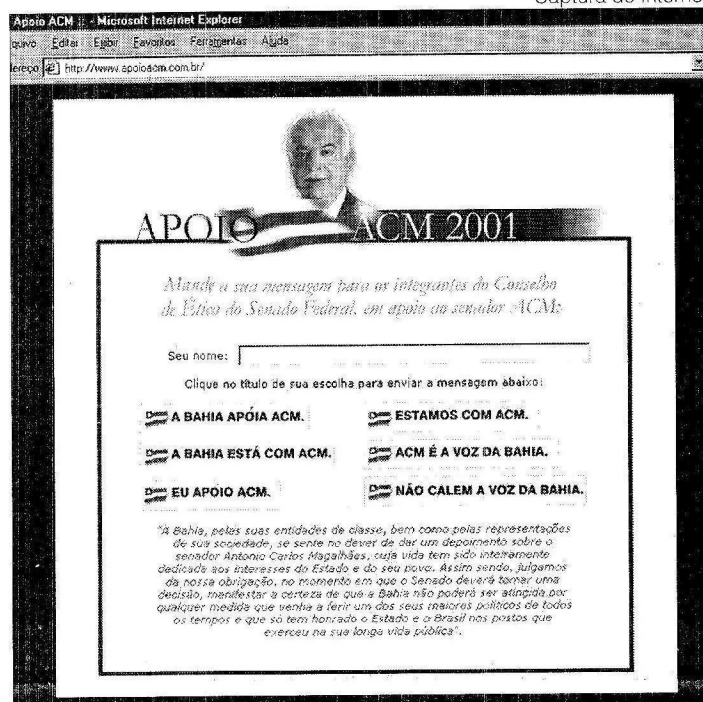 Captura de Interne
Apoio ACM :: - Microsoft Internet Explorer
quivo Editar Exibir Favoritos Ferramentas Ajuda
dereço http://www.apoioacm.com.br/
APOIO ACM 2001
Mande a sua mensagem para os integrantes do Conselho
de Ética do Senado Federal, em apoio ao senador ACM:
Seu nome:
Clique no título de sua escolha para enviar a mensagem abaixo:
A BAHIA APÓIA ACM. ESTAMOS COM ACM.
A BAHIA ESTÁ COM ACM. ACM É A VOZ DA BAHIA.
EU APOIO ACM. NÃO CALEM A VOZ DA BAHIA.
"A Bahia, pelas suas entidades de classe, bem como pelas representações
de sua sociedade, se sente no dever de dar um depoimento sobre o
senador Antonio Carlos Magalhães, cuja vida tem sido inteiramente
dedicada aos interesses do Estado e do seu povo. Assim sendo, julgamos
da nossa obrigação, no momento em que o Senado deverá tomar uma
decisão, manifestar a certeza de que a Bahia não poderá ser atingida por
qualquer medida que venha a ferir um dos seus maiores políticos de todos
os tempos e que só tem honrado o Estado e o Brasil nos postos que
exerceu na sua longa vida pública".